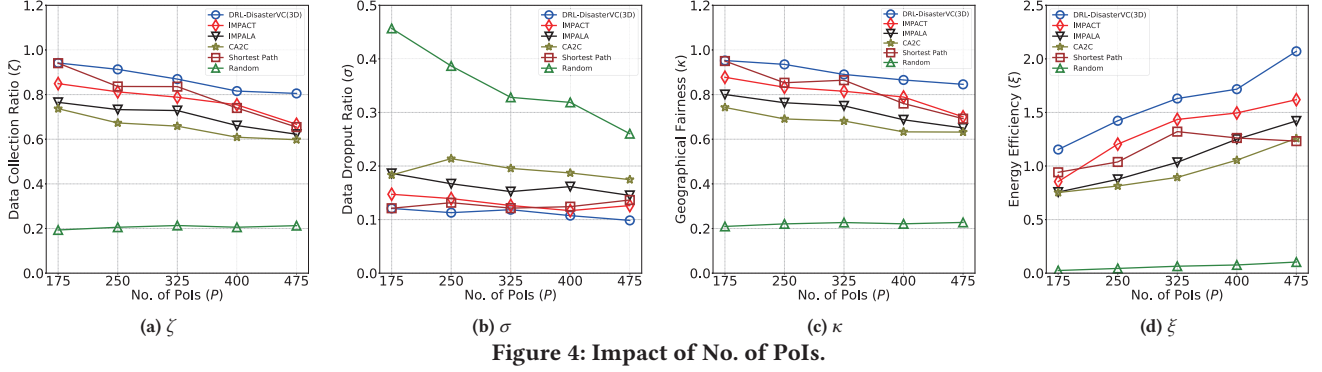 DRL-DisasterVC(3D)
IMPACT
IMPALA
CA2C
Shortest Path
Random
Data Collection Ratio (ζ)
1.2
1.0
0.8
0.6
0.4
0.2
0.0
175 250 325 400 475
No. of PoIs (P)
(a) ζ
DRL-DisasterVC(3D)
IMPACT
IMPALA
CA2C
Shortest Path
Random
Data Dropput Ratio (σ)
0.5
0.4
0.3
0.2
0.1
0.0
175 250 325 400 475
No. of PoIs (P)
(b) σ
DRL-DisasterVC(3D)
IMPACT
IMPALA
CA2C
Shortest Path
Random
Geographical Fairness (κ)
1.2
1.0
0.8
0.6
0.4
0.2
0.0
175 250 325 400 475
No. of PoIs (P)
(c) κ
DRL-DisasterVC(3D)
IMPACT
IMPALA
CA2C
Shortest Path
Random
Energy Efficiency (ξ)
2.5
2.0
1.5
1.0
0.5
0.0
175 250 325 400 475
No. of PoIs (P)
(d) ξ
Figure 4: Impact of No. of PoIs.